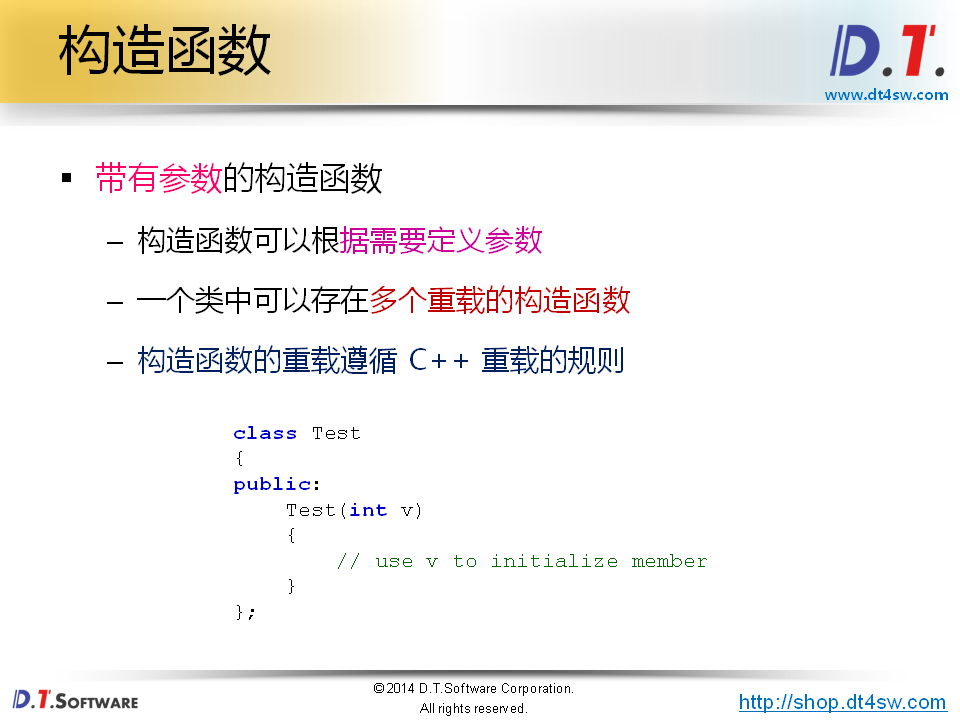 构造函数
D.T.
www.dt4sw.com
▪ 带有参数的构造函数
– 构造函数可以根据需要定义参数
– 一个类中可以存在多个重载的构造函数
– 构造函数的重载遵循 C++ 重载的规则
class Test
{
public:
    Test(int v)
    {
        // use v to initialize member
    }
};
D.T.SOFTWARE
©2014 D.T.Software Corporation.
All rights reserved.
http://shop.dt4sw.com